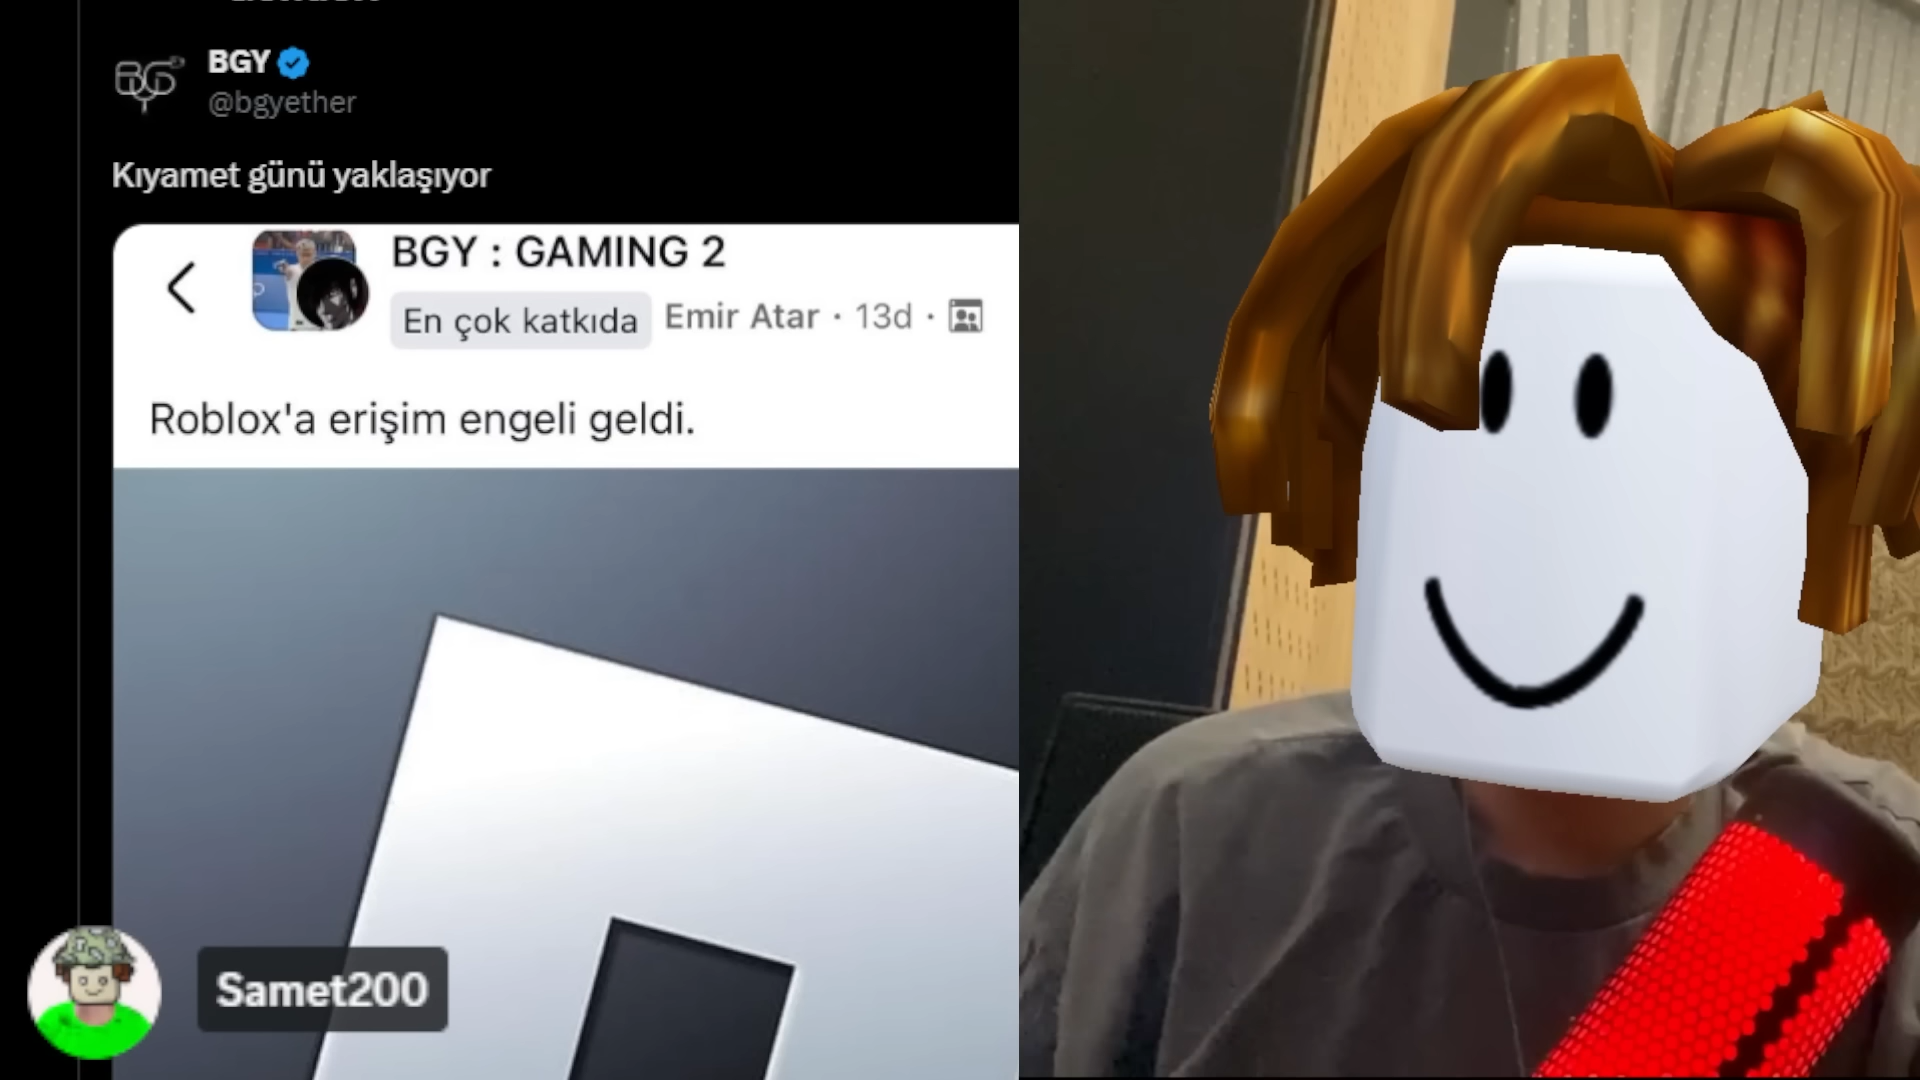 BGY
@bgyether
Kıyamet günü yaklaşıyor
BGY : GAMING 2
En çok katkıda Emir Atar · 13d ·
Roblox'a erişim engeli geldi.
Samet200